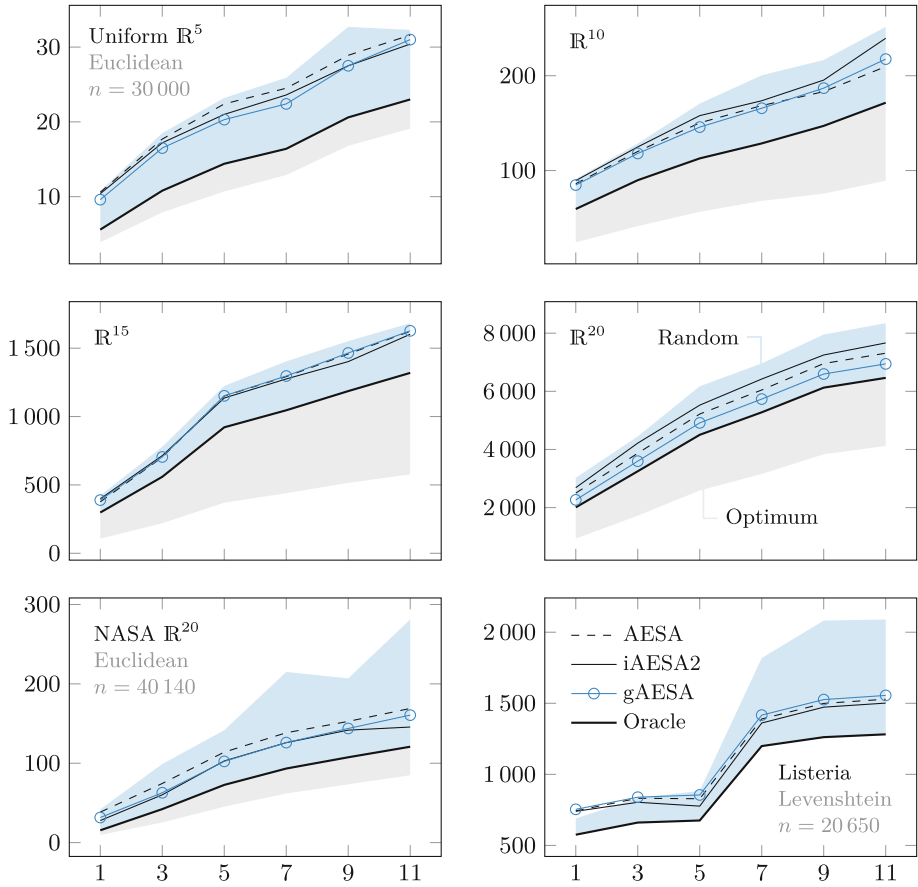 Uniform ℝ⁵
Euclidean
n = 30 000
30
20
10
ℝ¹⁰
200
100
ℝ¹⁵
1 500
1 000
500
0
ℝ²⁰
Random
Optimum
8 000
6 000
4 000
2 000
NASA ℝ²⁰
Euclidean
n = 40 140
300
200
100
0
1 3 5 7 9 11
AESA
iAESA2
gAESA
Oracle
Listeria
Levenshtein
n = 20 650
2 000
1 500
1 000
500
1 3 5 7 9 11